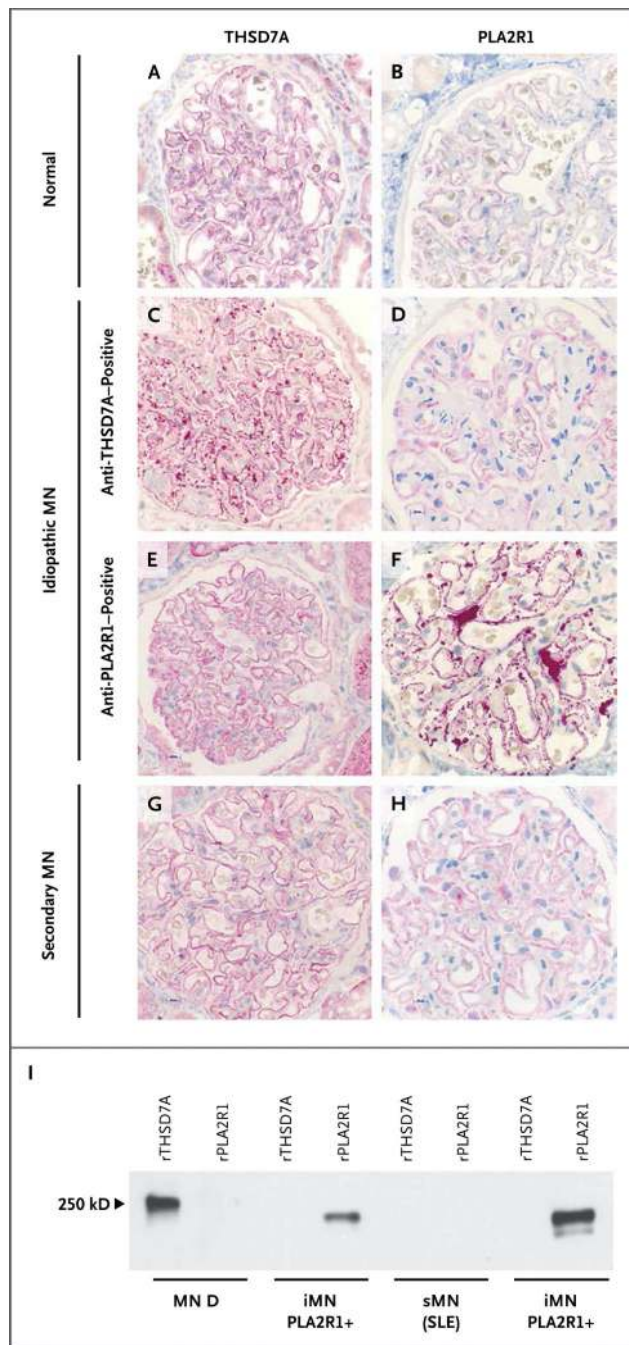 THSD7A
PLA2R1
Normal
A
B
Idiopathic MN
Anti-THSD7A–Positive
C
D
Anti-PLA2R1–Positive
E
F
Secondary MN
G
H
I
rTHSD7A
rPLA2R1
rTHSD7A
rPLA2R1
rTHSD7A
rPLA2R1
rTHSD7A
rPLA2R1
250 kD
MN D
iMN
PLA2R1+
sMN
(SLE)
iMN
PLA2R1+